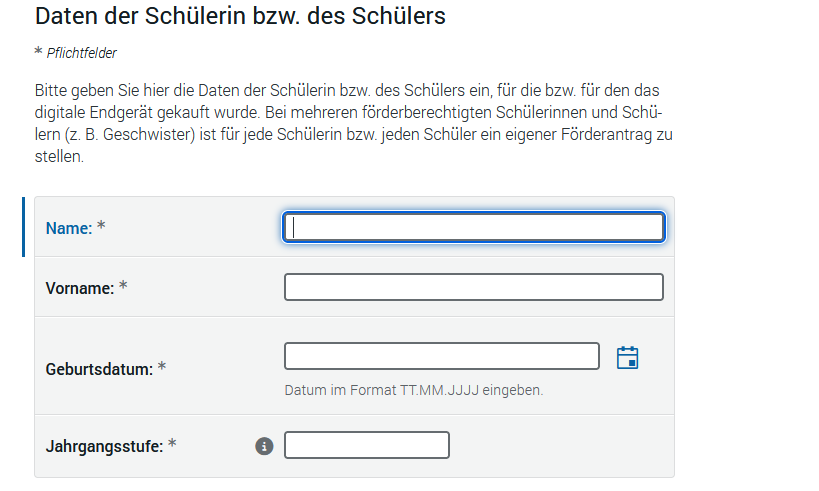 Daten der Schülerin bzw. des Schülers
* Pflichtfelder
Bitte geben Sie hier die Daten der Schülerin bzw. des Schülers ein, für die bzw. für den das
digitale Endgerät gekauft wurde. Bei mehreren förderberechtigten Schülerinnen und Schü-
lern (z. B. Geschwister) ist für jede Schülerin bzw. jeden Schüler ein eigener Förderantrag zu
stellen.
Name: *
Vorname: *
Geburtsdatum: *
Datum im Format TT.MM.JJJJ eingeben.
Jahrgangsstufe: * i